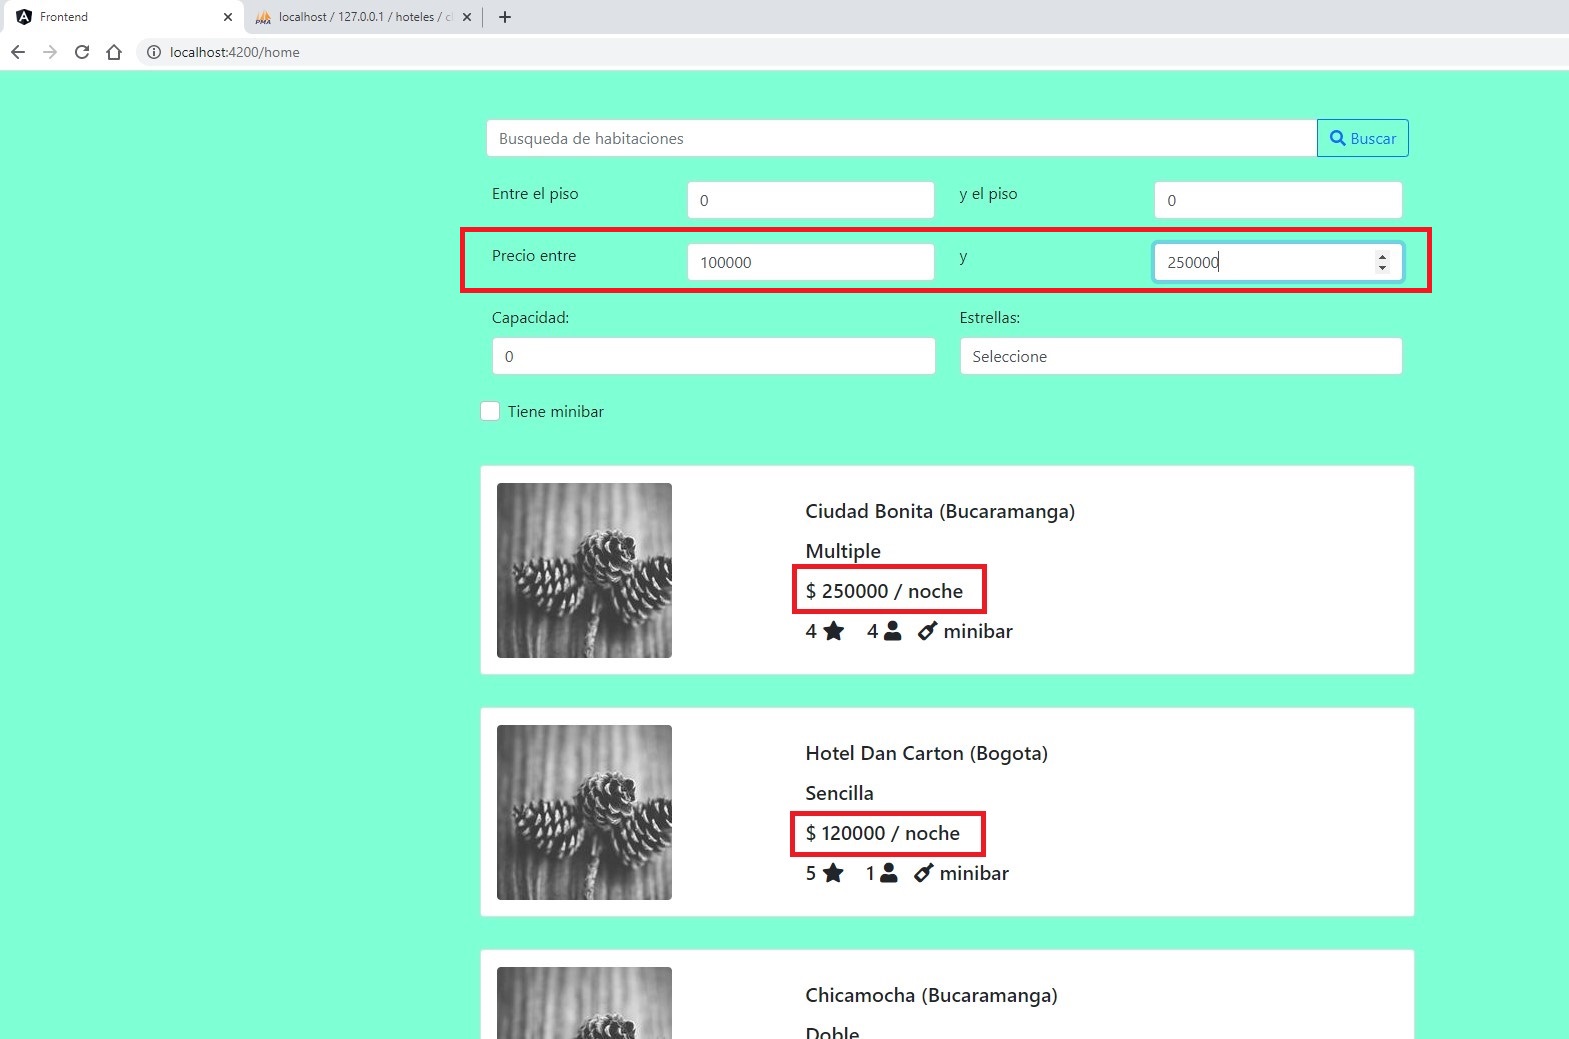 Frontend
localhost / 127.0.0.1 / hoteles /
localhost:4200/home
Busqueda de habitaciones
Buscar
Entre el piso
0
y el piso
0
Precio entre
100000
y
250000
Capacidad:
Estrellas:
0
Seleccione
Tiene minibar
Ciudad Bonita (Bucaramanga)
Multiple
$ 250000 / noche
4 4 minibar
Hotel Dan Carton (Bogota)
Sencilla
$ 120000 / noche
5 1 minibar
Chicamocha (Bucaramanga)
Doble
PMA